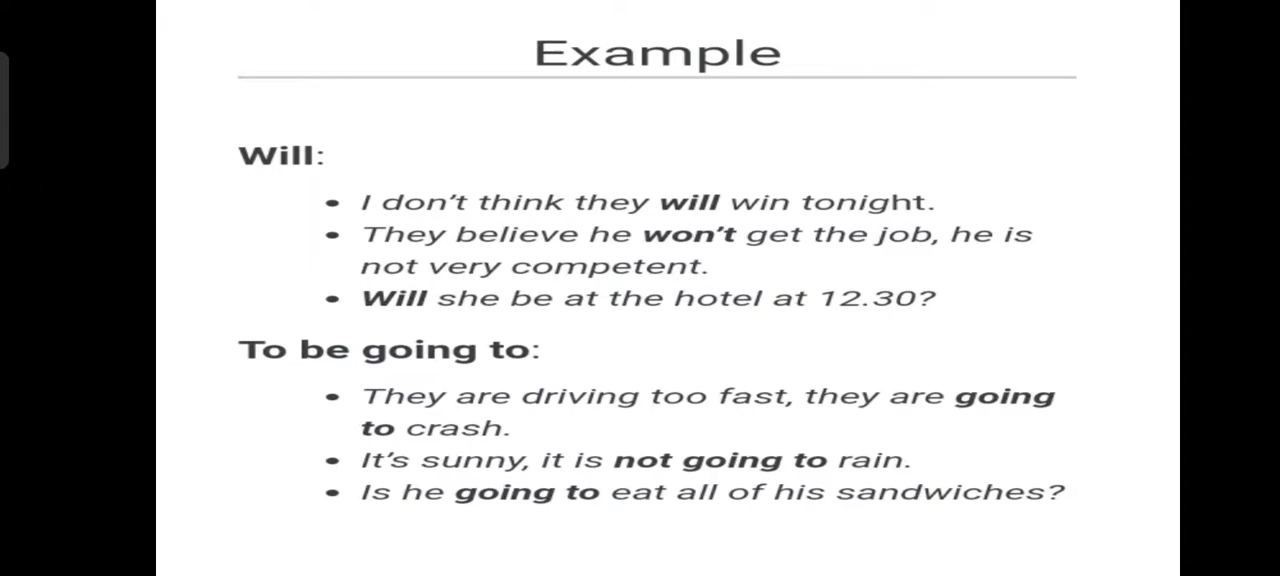 Example
Will:
• I don't think they will win tonight.
• They believe he won't get the job, he is
not very competent.
• Will she be at the hotel at 12.30?
To be going to:
• They are driving too fast, they are going
to crash.
• It's sunny, it is not going to rain.
• Is he going to eat all of his sandwiches?